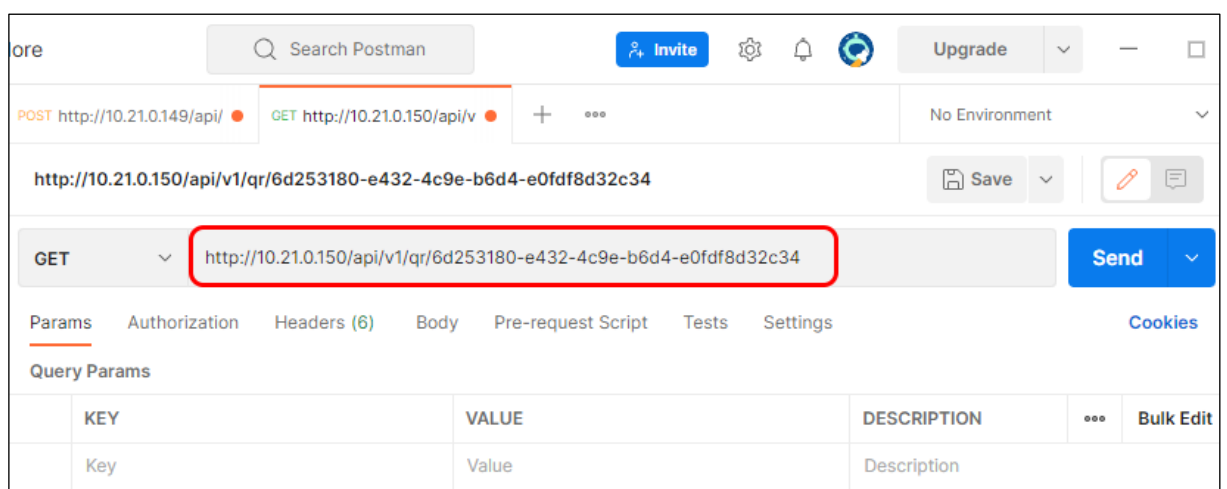 lore Search Postman Invite Upgrade
POST http://10.21.0.149/api/ GET http://10.21.0.150/api/v No Environment
http://10.21.0.150/api/v1/qr/6d253180-e432-4c9e-b6d4-e0fdf8d32c34 Save
GET http://10.21.0.150/api/v1/qr/6d253180-e432-4c9e-b6d4-e0fdf8d32c34 Send
Params Authorization Headers (6) Body Pre-request Script Tests Settings Cookies
Query Params
KEY VALUE DESCRIPTION Bulk Edit
Key Value Description